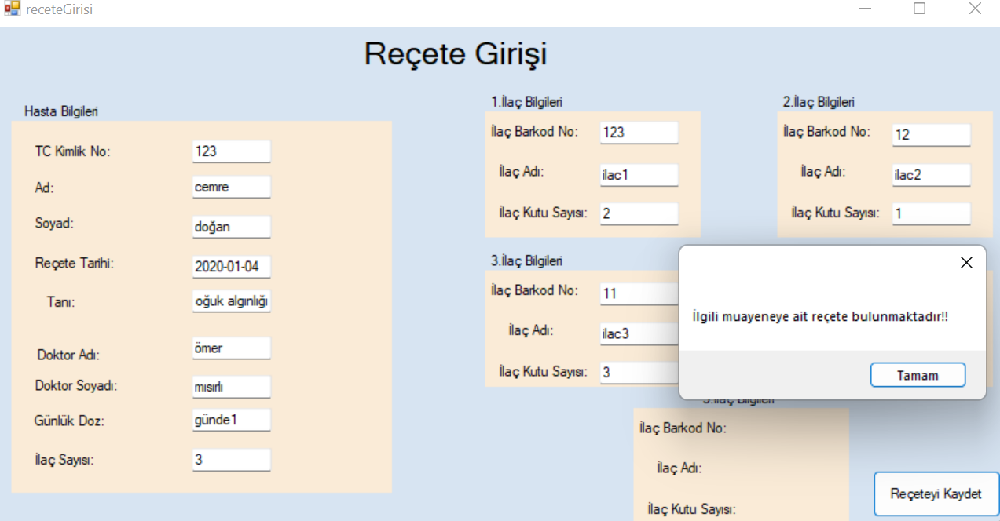 receteGirisi
Reçete Girişi
Hasta Bilgileri
TC Kimlik No: 123
Ad: cemre
Soyad: doğan
Reçete Tarihi: 2020-01-04
Tanı: oğuk algınlığı
Doktor Adı: ömer
Doktor Soyadı: mısırlı
Günlük Doz: günde1
İlaç Sayısı: 3
1.İlaç Bilgileri
İlaç Barkod No: 123
İlaç Adı: ilac1
İlaç Kutu Sayısı: 2
2.İlaç Bilgileri
İlaç Barkod No: 12
İlaç Adı: ilac2
İlaç Kutu Sayısı: 1
3.İlaç Bilgileri
İlaç Barkod No: 11
İlaç Adı: ilac3
İlaç Kutu Sayısı: 3
İlgili muayeneye ait reçete bulunmaktadır!!
Tamam
5.İlaç Bilgileri
İlaç Barkod No:
İlaç Adı:
İlaç Kutu Sayısı:
Reçeteyi Kaydet